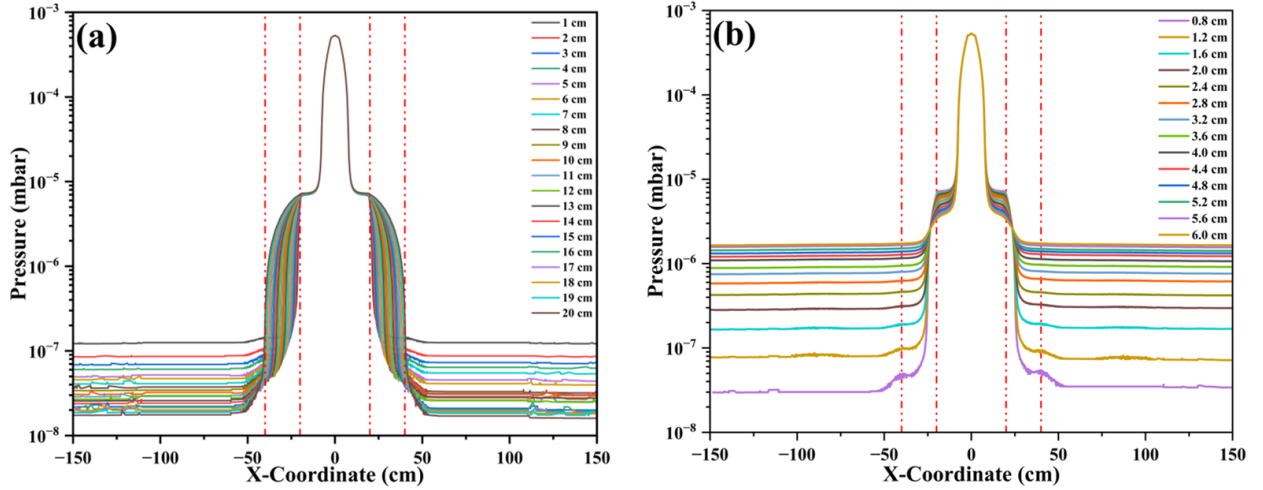 (a)
10⁻³
10⁻⁴
10⁻⁵
10⁻⁶
10⁻⁷
10⁻⁸
Pressure (mbar)
−150
−100
−50
0
50
100
150
X-Coordinate (cm)
1 cm
2 cm
3 cm
4 cm
5 cm
6 cm
7 cm
8 cm
9 cm
10 cm
11 cm
12 cm
13 cm
14 cm
15 cm
16 cm
17 cm
18 cm
19 cm
20 cm
(b)
10⁻³
10⁻⁴
10⁻⁵
10⁻⁶
10⁻⁷
10⁻⁸
Pressure (mbar)
−150
−100
−50
0
50
100
150
X-Coordinate (cm)
0.8 cm
1.2 cm
1.6 cm
2.0 cm
2.4 cm
2.8 cm
3.2 cm
3.6 cm
4.0 cm
4.4 cm
4.8 cm
5.2 cm
5.6 cm
6.0 cm